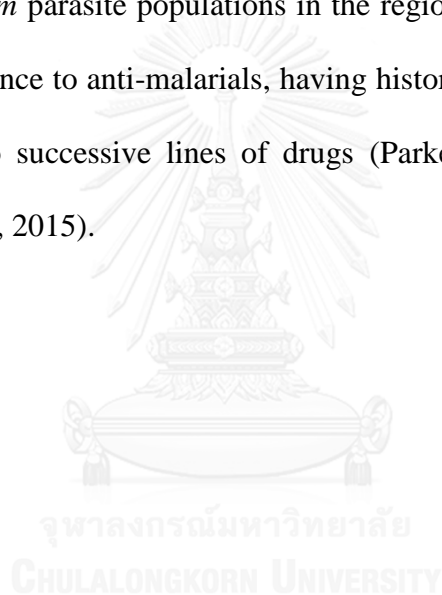 m parasite populations in the regio
ence to anti-malarials, having histor
successive lines of drugs (Parke
, 2015).
จุฬาลงกรณ์มหาวิทยาลัย
CHULALONGKORN UNIVERSITY